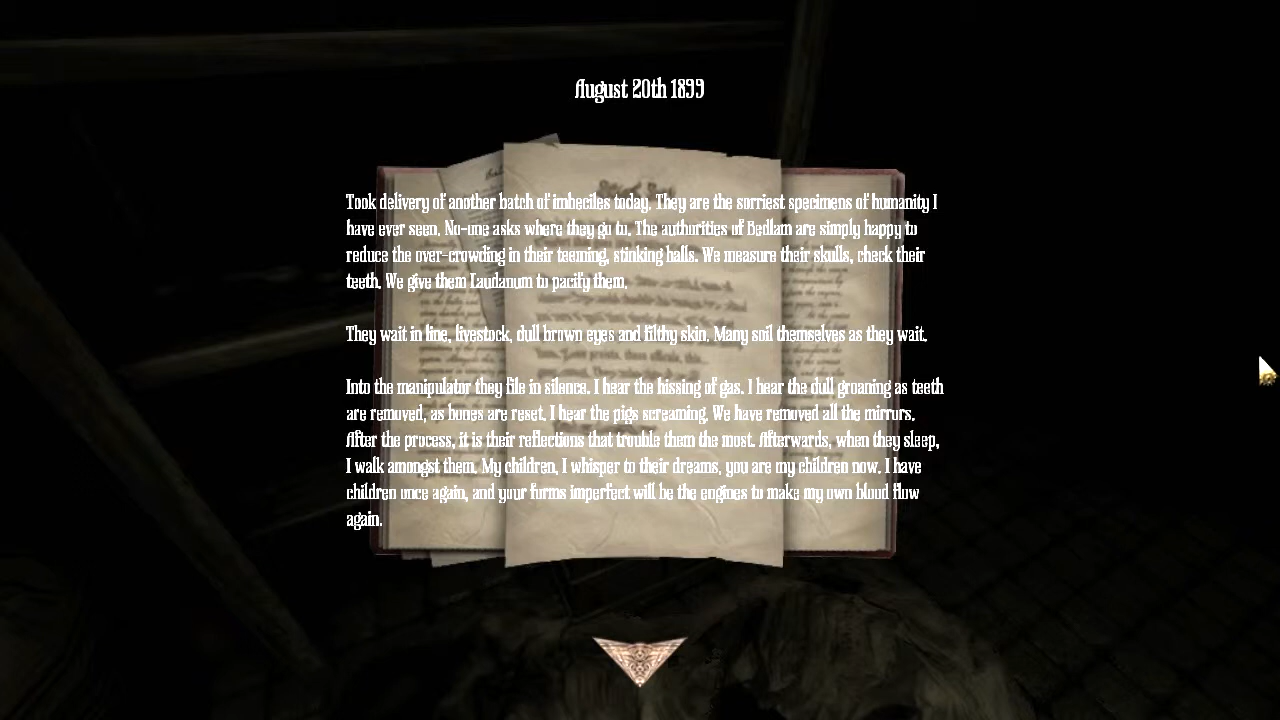 August 20th 1899
Took delivery of another batch of imbeciles today. They are the sorriest specimens of humanity I
have ever seen. No-one asks where they go to. The authorities of Bedlam are simply happy to
reduce the over-crowding in their teeming, stinking halls. We measure their skulls, check their
teeth. We give them Laudanum to pacify them.
They wait in line, livestock, dull brown eyes and filthy skin. Many soil themselves as they wait.
Into the manipulator they file in silence. I hear the hissing of gas. I hear the dull groaning as teeth
are removed, as bones are reset. I hear the pigs screaming. We have removed all the mirrors.
After the process, it is their reflections that trouble them the most. Afterwards, when they sleep,
I walk amongst them. My children, I whisper to their dreams, you are my children now. I have
children once again, and your forms imperfect will be the engines to make my own blood flow
again.